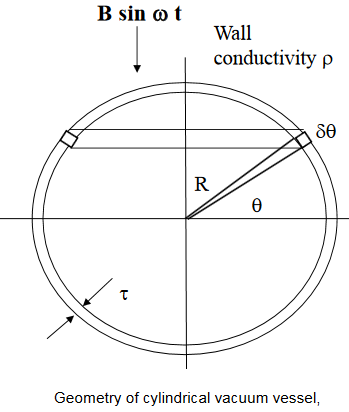 B sin ω t
Wall
conductivity ρ
δθ
R
θ
τ
Geometry of cylindrical vacuum vessel,